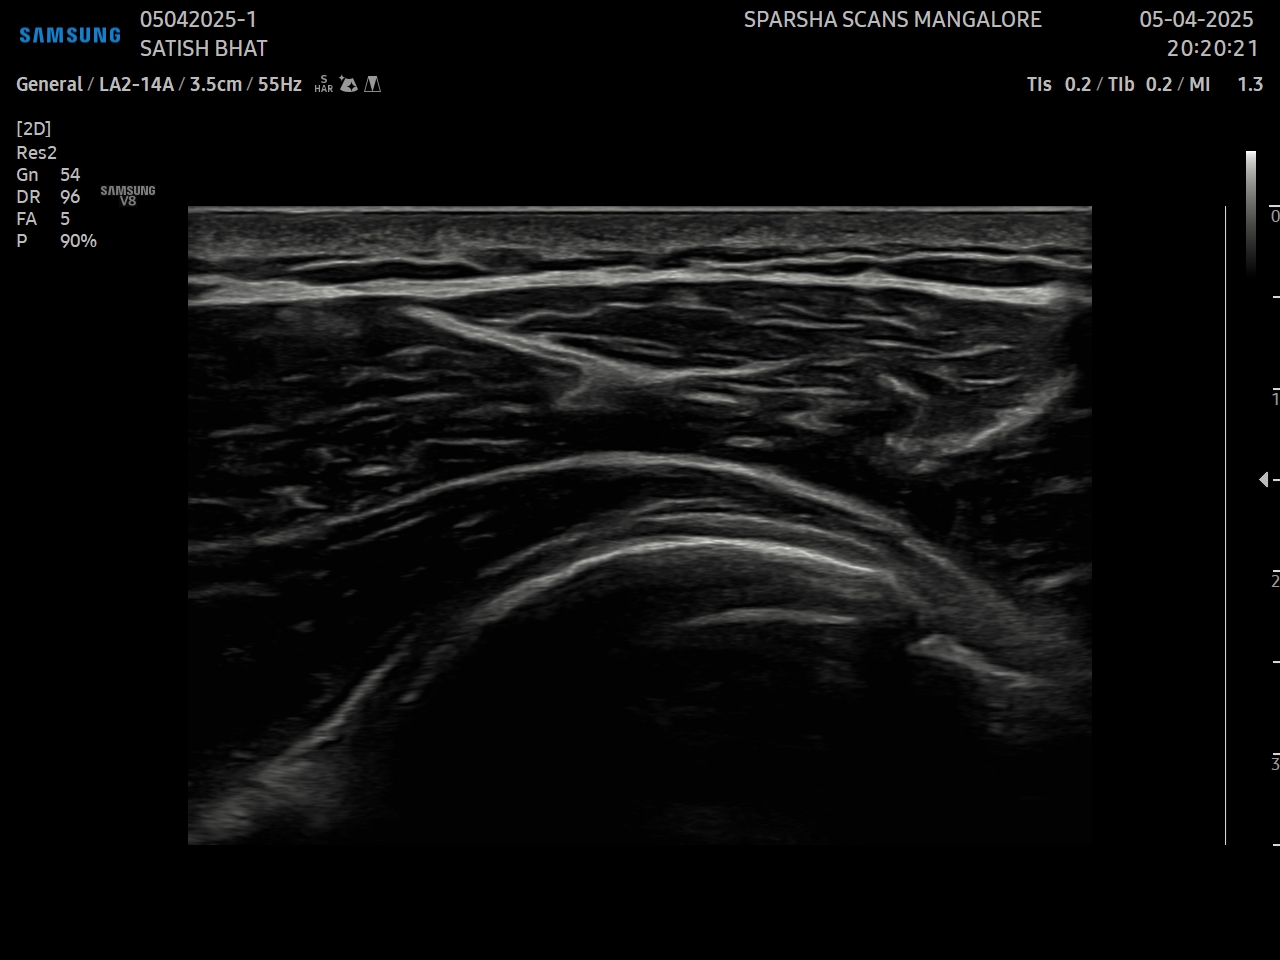 SAMSUNG
05042025-1
SATISH BHAT
SPARSHA SCANS MANGALORE
05-04-2025
20:20:21
General / LA2-14A / 3.5cm / 55Hz
S
HAR
TIs 0.2 / TIb 0.2 / MI 1.3
[2D]
Res2
Gn 54
DR 96
FA 5
P 90%
SAMSUNG
V8
0
1
2
3